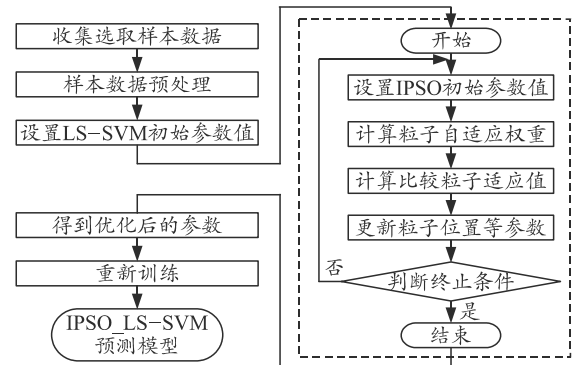 收集选取样本数据
样本数据预处理
设置LS-SVM初始参数值
开始
设置IPSO初始参数值
计算粒子自适应权重
计算比较粒子适应值
更新粒子位置等参数
否
判断终止条件
是
结束
得到优化后的参数
重新训练
IPSO_LS-SVM
预测模型